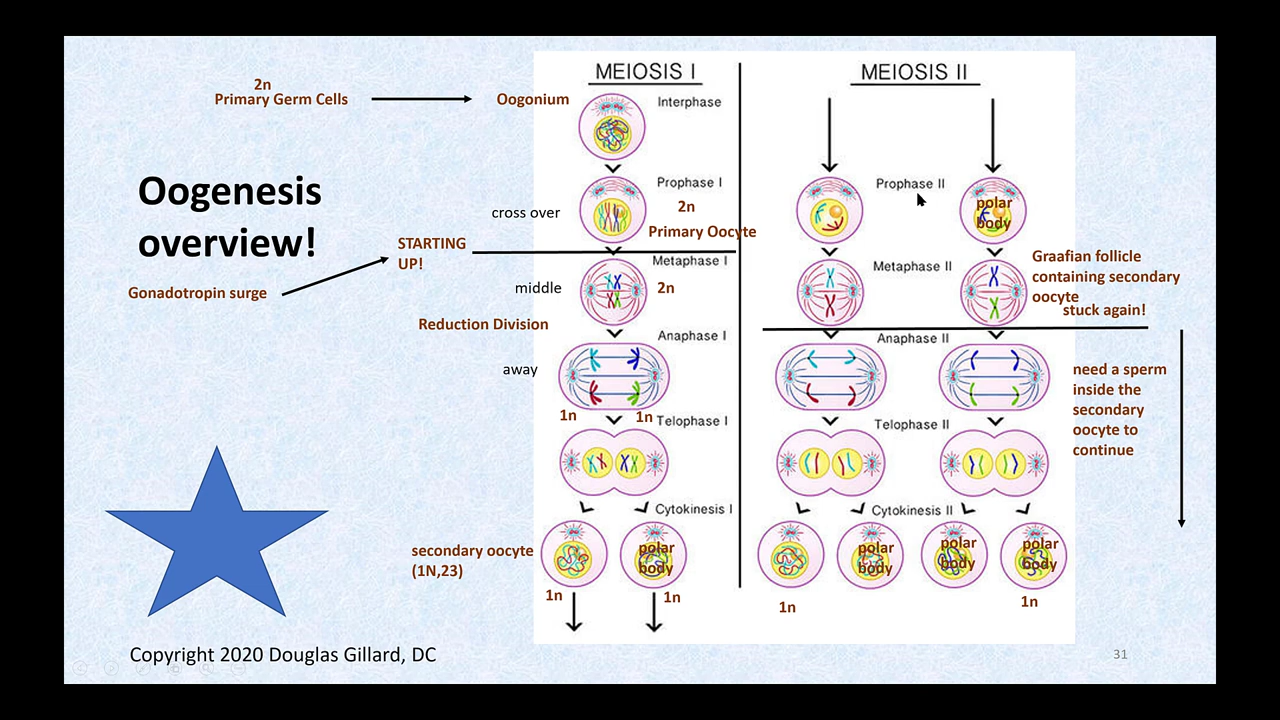 2n
Primary Germ Cells
Oogonium
Oogenesis
overview!
Gonadotropin surge
STARTING
UP!
MEIOSIS I
Interphase
Prophase I
cross over
2n
Primary Oocyte
Metaphase I
middle
2n
Reduction Division
Anaphase I
away
1n
1n
Telophase I
Cytokinesis I
secondary oocyte
(1N,23)
polar
body
1n
1n
MEIOSIS II
Prophase II
polar
body
Metaphase II
Graafian follicle
containing secondary
oocyte
stuck again!
Anaphase II
need a sperm
inside the
secondary
oocyte to
continue
Telophase II
Cytokinesis II
polar
body
polar
body
polar
body
1n
1n
Copyright 2020 Douglas Gillard, DC
31